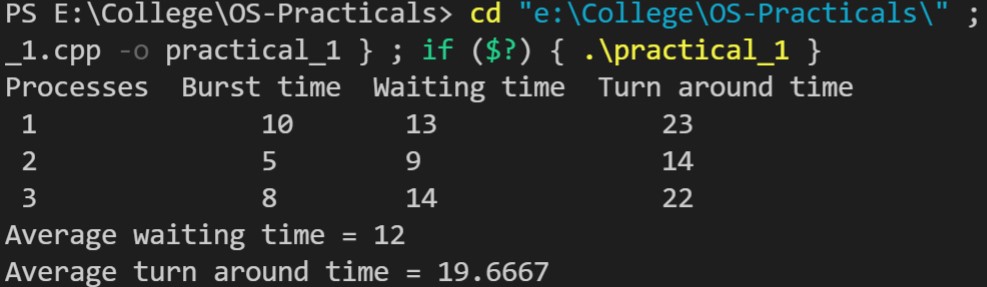 PS E:\College\OS-Practicals> cd "e:\College\OS-Practicals\" ;
_1.cpp -o practical_1 } ; if ($?) { .\practical_1 }
Processes  Burst time  Waiting time  Turn around time
1 10 13 23
2 5 9 14
3 8 14 22
Average waiting time = 12
Average turn around time = 19.6667